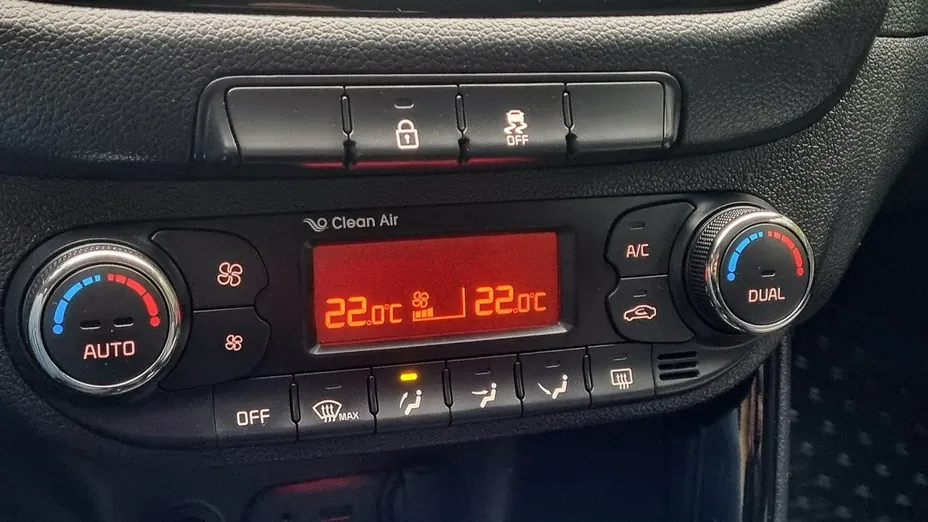 OFF
Clean Air
A/C
22.0°C
22.0°C
AUTO
DUAL
OFF
MAX